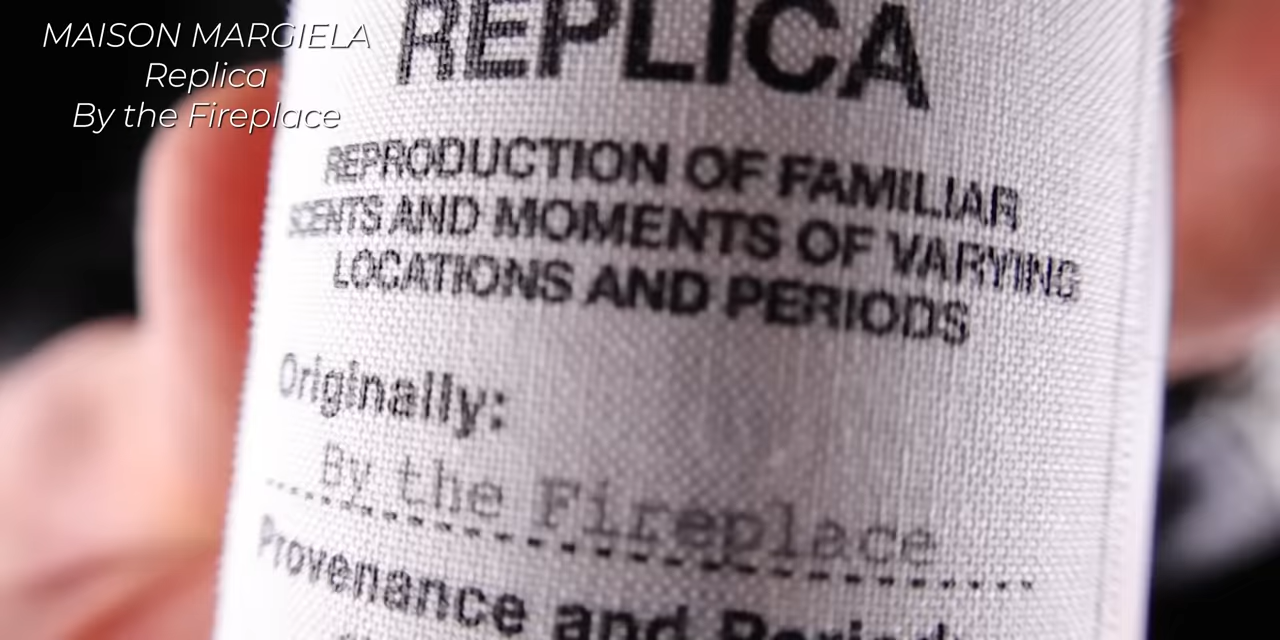 MAISON MARGIELA
Replica
By the Fireplace
REPLICA
REPRODUCTION OF FAMILIAR
SCENTS AND MOMENTS OF VARYING
LOCATIONS AND PERIODS
Originally:
By the Fireplace
Provenance and Period: